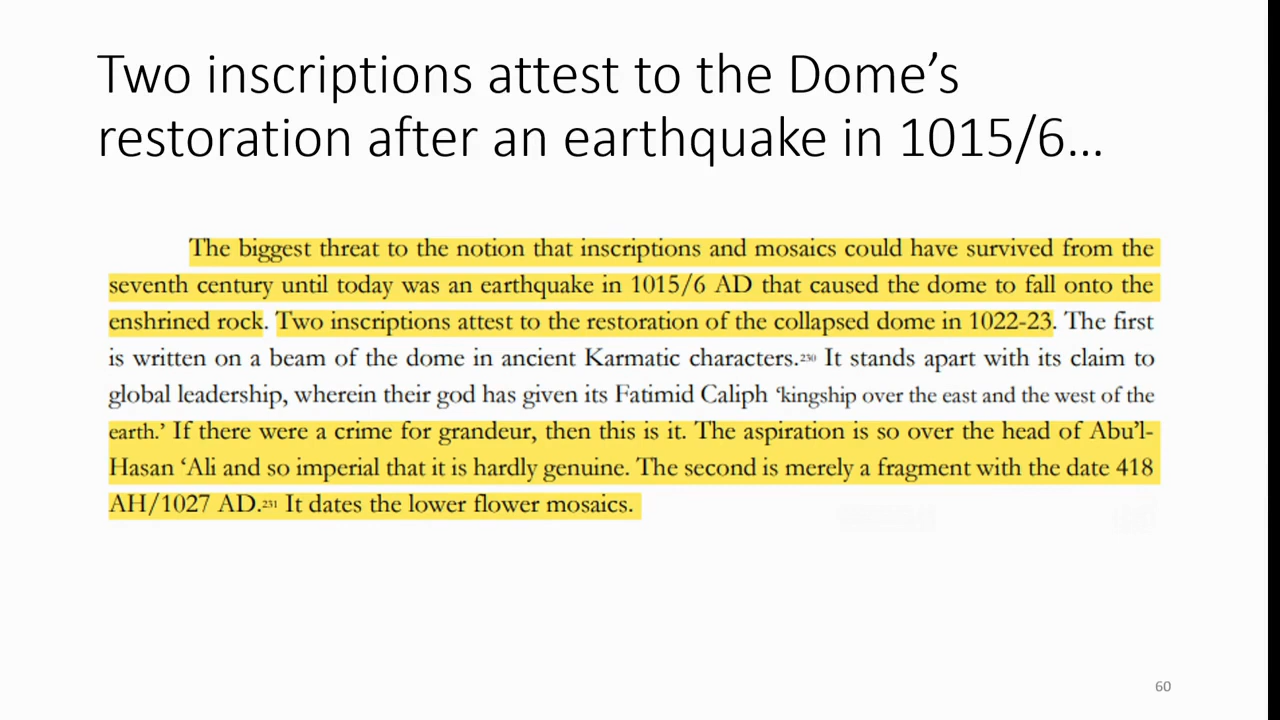 Two inscriptions attest to the Dome’s
restoration after an earthquake in 1015/6…
The biggest threat to the notion that inscriptions and mosaics could have survived from the
seventh century until today was an earthquake in 1015/6 AD that caused the dome to fall onto the
enshrined rock. Two inscriptions attest to the restoration of the collapsed dome in 1022-23. The first
is written on a beam of the dome in ancient Karmatic characters.230 It stands apart with its claim to
global leadership, wherein their god has given its Fatimid Caliph ‘kingship over the east and the west of the
earth.’ If there were a crime for grandeur, then this is it. The aspiration is so over the head of Abu’l-
Hasan ‘Ali and so imperial that it is hardly genuine. The second is merely a fragment with the date 418
AH/1027 AD.231 It dates the lower flower mosaics.
60